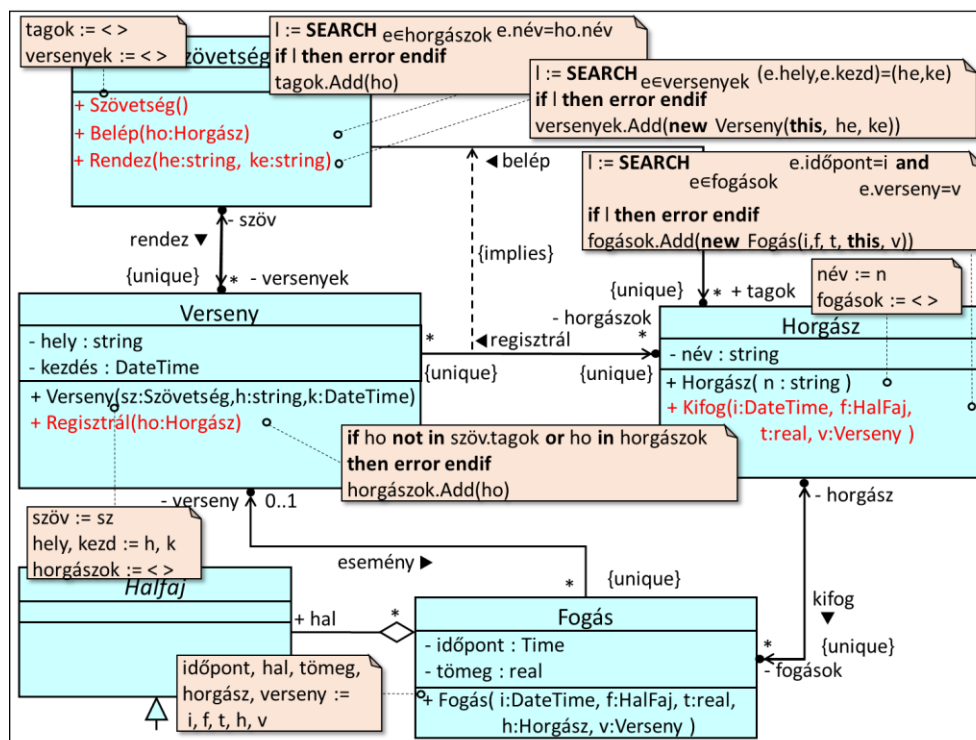 tagok := < >
versenyek := < >
zövetség
l := SEARCH e∈horgászok e.név=ho.név
if l then error endif
tagok.Add(ho)
l := SEARCH e∈versenyek (e.hely,e.kezd)=(he,ke)
if l then error endif
versenyek.Add(new Verseny(this, he, ke))
+ Szövetség()
+ Belép(ho:Horgász)
+ Rendez(he:string, ke:string)
◀ belép
l := SEARCH e∈fogások e.időpont=i and
e.verseny=v
if l then error endif
fogások.Add(new Fogás(i,f, t, this, v))
- szöv
rendez ▼
{implies}
{unique}
* - versenyek
név := n
fogások := < >
{unique}
* + tagok
Verseny
- hely : string
- kezdés : DateTime
+ Verseny(sz:Szövetség,h:string,k:DateTime)
+ Regisztrál(ho:Horgász)
- horgászok
*
◀ regisztrál
*
{unique}
{unique}
Horgász
- név : string
+ Horgász( n : string )
+ Kifog(i:DateTime, f:HalFaj,
t:real, v:Verseny )
if ho not in szöv.tagok or ho in horgászok
then error endif
horgászok.Add(ho)
- verseny
0..1
- horgász
szöv := sz
hely, kezd := h, k
horgászok := < >
esemény ▶
*
{unique}
Halfaj
+ hal
*
kifog
▼
{unique}
*
- fogások
Fogás
- időpont : Time
- tömeg : real
+ Fogás( i:DateTime, f:HalFaj, t:real,
h:Horgász, v:Verseny )
időpont, hal, tömeg,
horgász, verseny :=
i, f, t, h, v